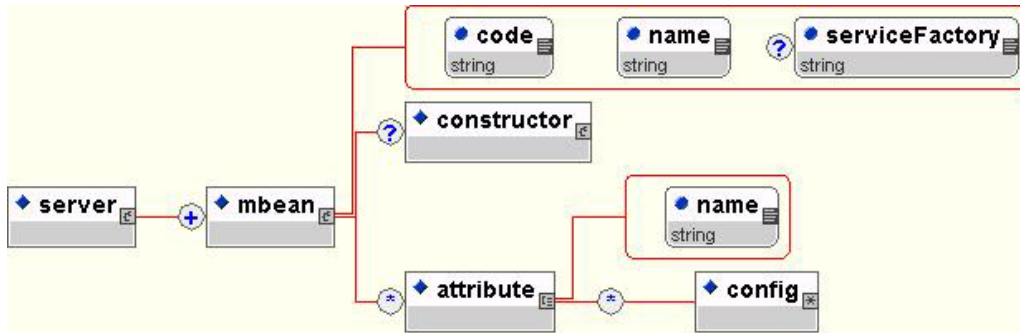 code name ? serviceFactory
string string string
? constructor
server + mbean
name
string
* attribute * config